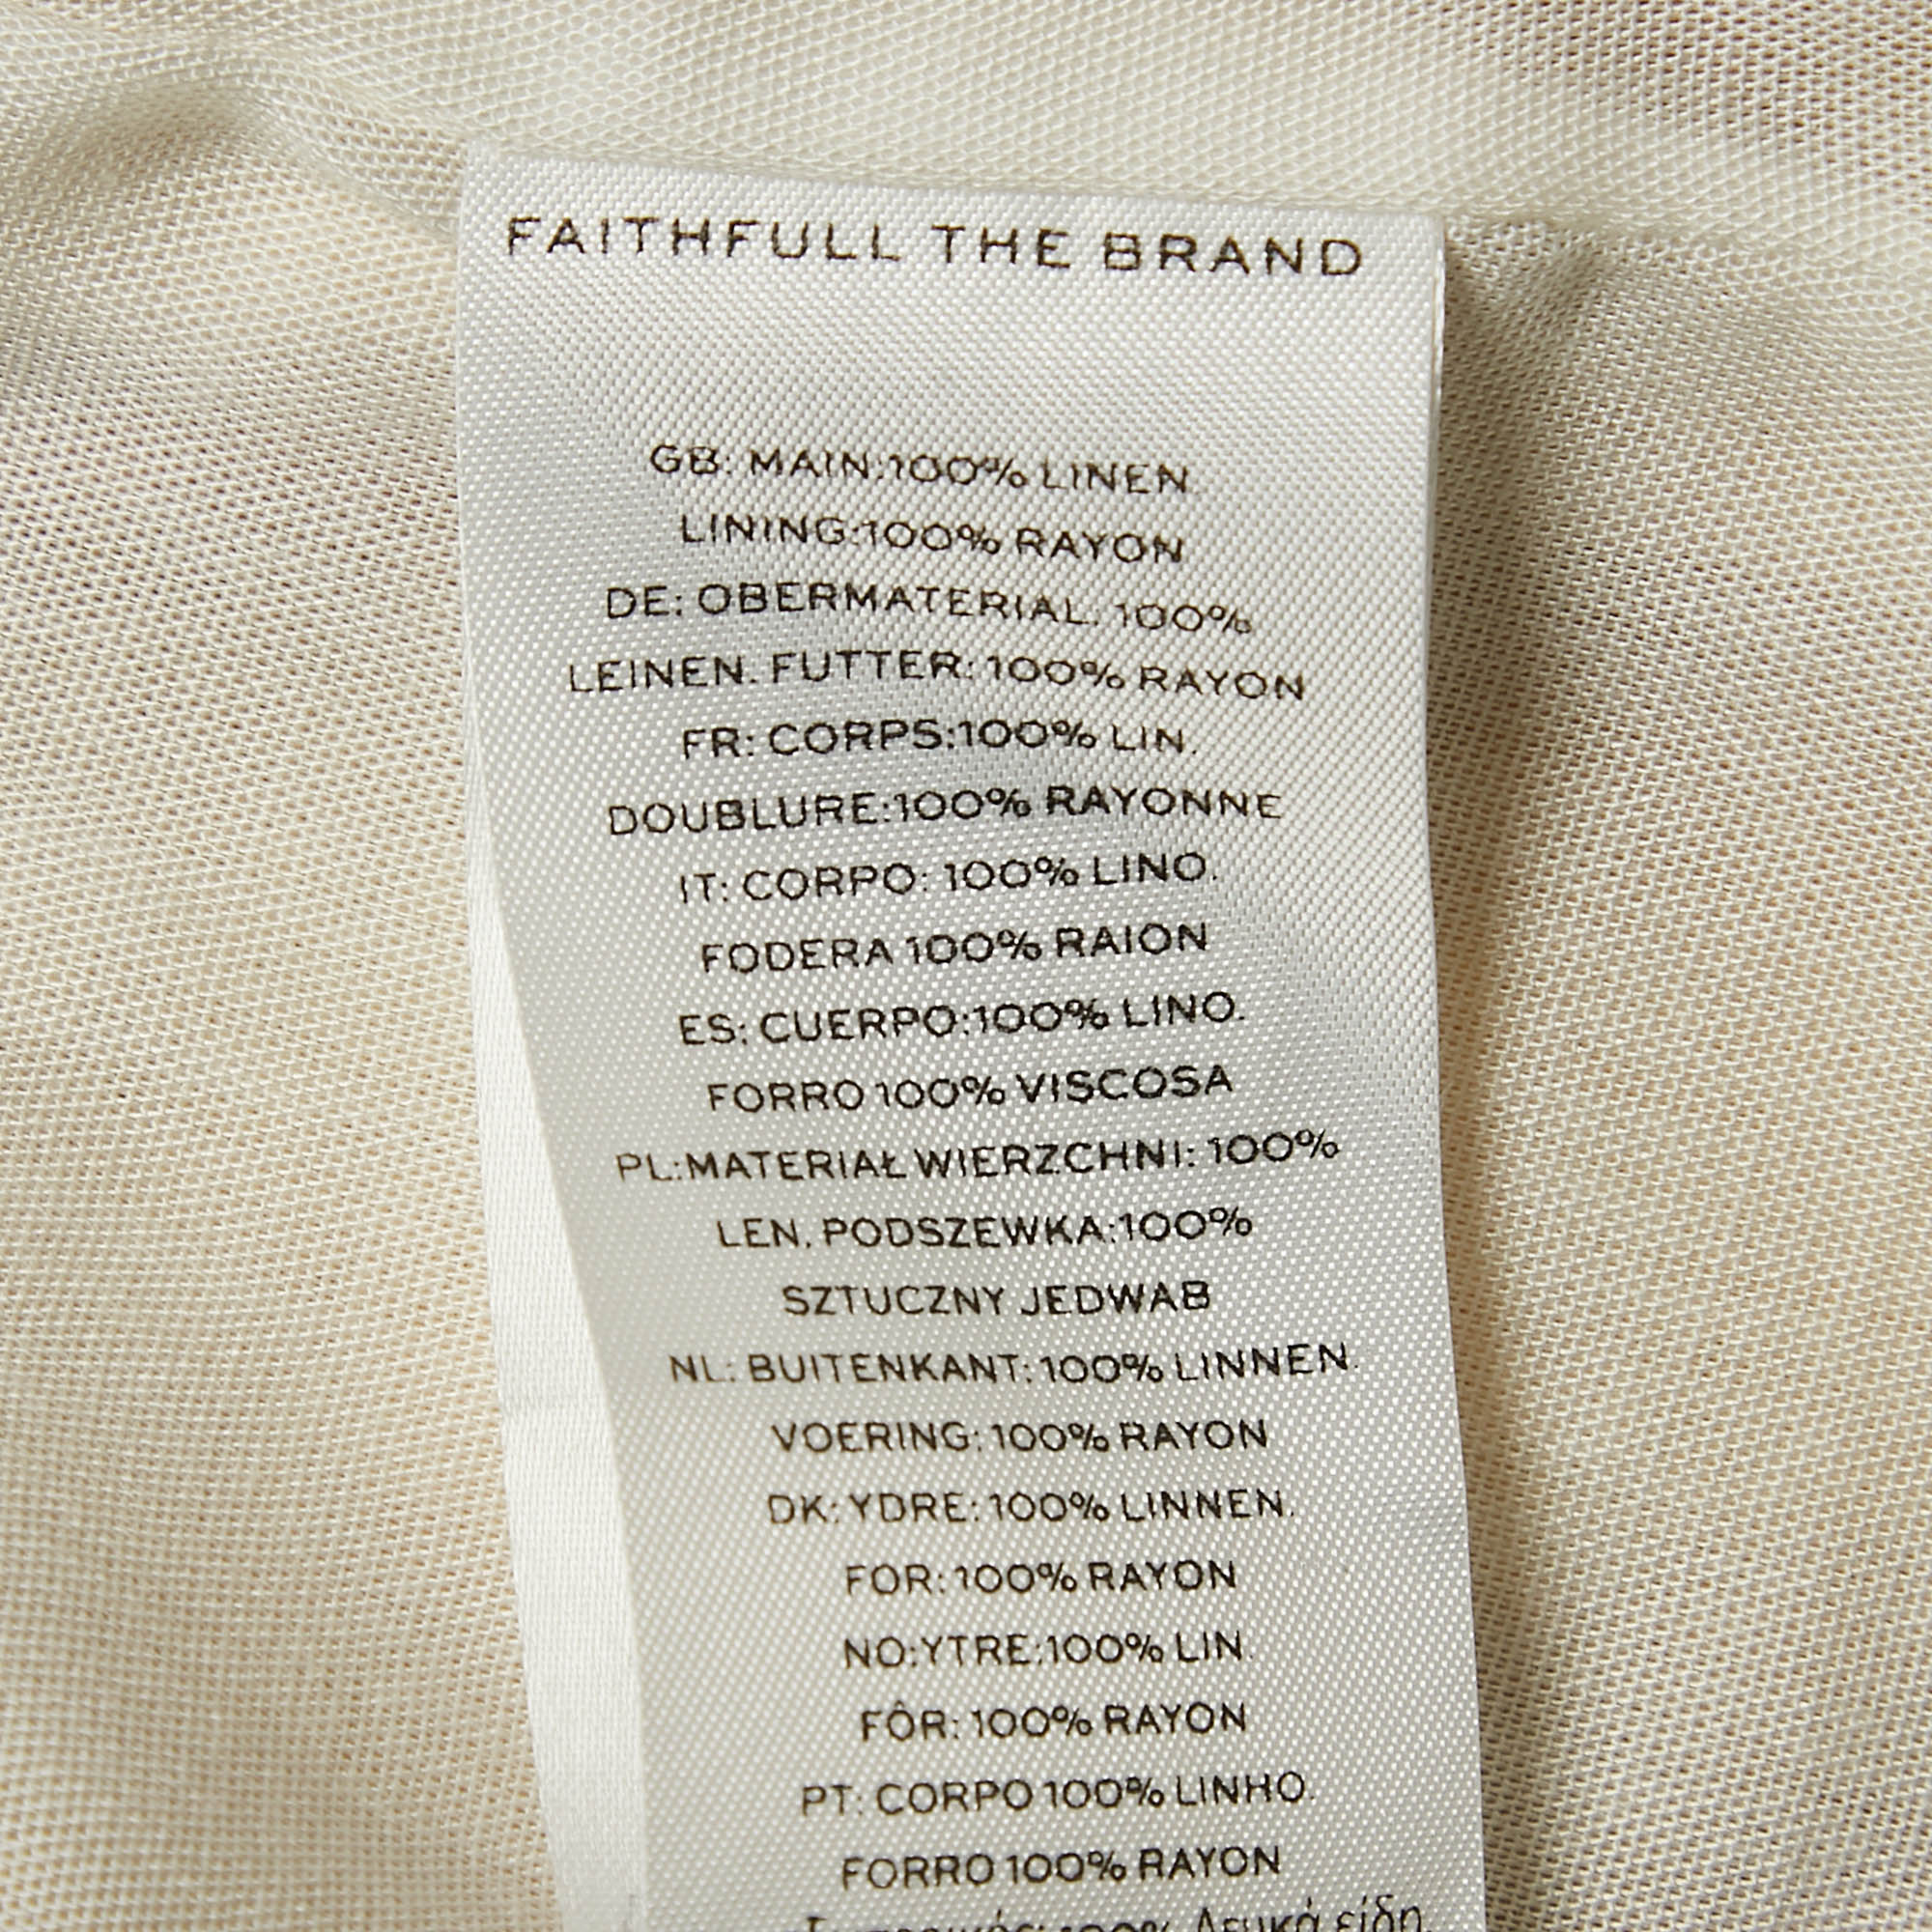 FAITHFULL THE BRAND
GB: MAIN:100% LINEN.
LINING:100% RAYON
DE: OBERMATERIAL: 100%
LEINEN. FUTTER: 100% RAYON
FR: CORPS:100% LIN.
DOUBLURE:100% RAYONNE
IT: CORPO: 100% LINO.
FODERA 100% RAION
ES: CUERPO:100% LINO.
FORRO 100% VISCOSA
PL:MATERIAŁ WIERZCHNI: 100%
LEN. PODSZEWKA:100%
SZTUCZNY JEDWAB
NL: BUITENKANT: 100% LINNEN.
VOERING: 100% RAYON
DK: YDRE: 100% LINNEN.
FOR: 100% RAYON
NO:YTRE:100% LIN.
FÔR: 100% RAYON
PT: CORPO 100% LINHO.
FORRO 100% RAYON
100% Λευκά είδη.